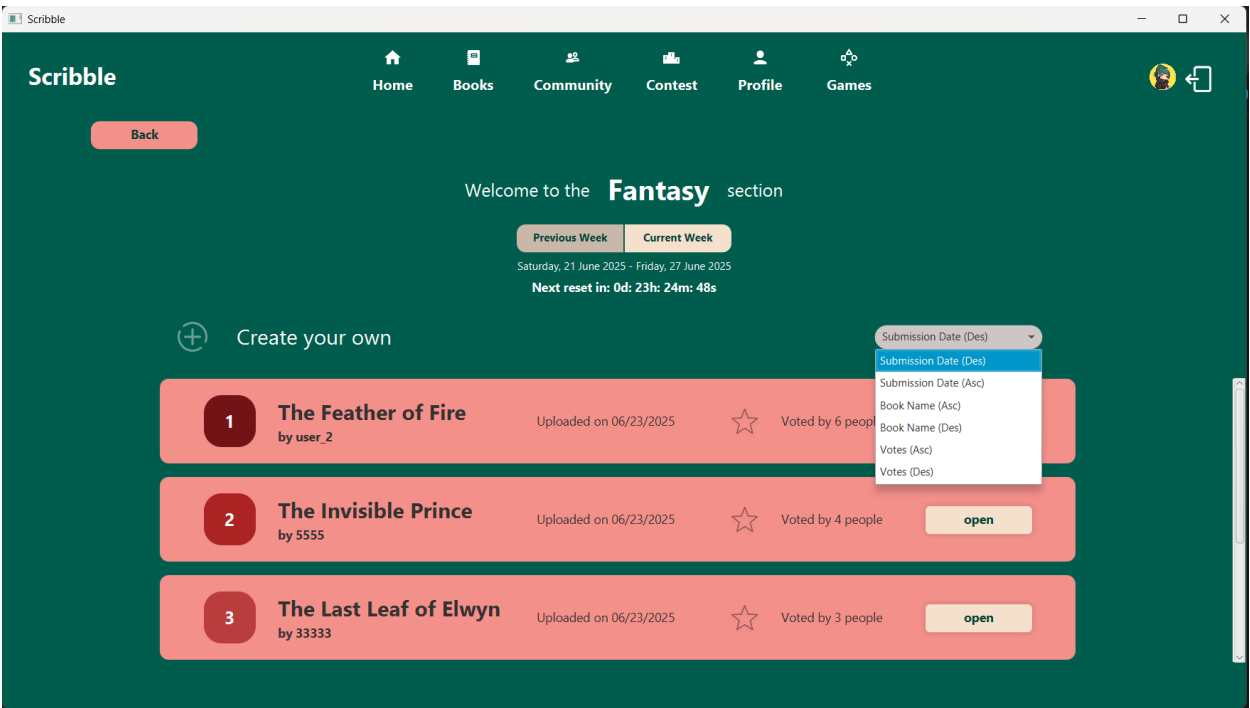 Scribble
Scribble
Home
Books
Community
Contest
Profile
Games
Back
Welcome to the Fantasy section
Previous Week
Current Week
Saturday, 21 June 2025 - Friday, 27 June 2025
Next reset in: 0d: 23h: 24m: 48s
Create your own
Submission Date (Des)
Submission Date (Des)
Submission Date (Asc)
Book Name (Asc)
Book Name (Des)
Votes (Asc)
Votes (Des)
1
The Feather of Fire
by user_2
Uploaded on 06/23/2025
Voted by 6 peopl
2
The Invisible Prince
by 5555
Uploaded on 06/23/2025
Voted by 4 people
open
3
The Last Leaf of Elwyn
by 33333
Uploaded on 06/23/2025
Voted by 3 people
open